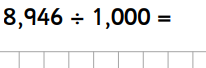 8,946 ÷ 1,000 =